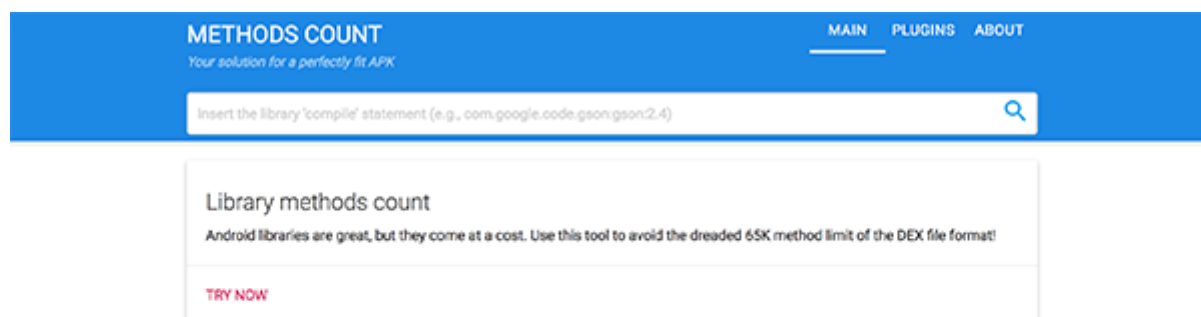 METHODS COUNT
MAIN PLUGINS ABOUT
Your solution for a perfectly fit APK
Insert the library 'compile' statement (e.g., com.google.code.gson:gson:2.4)
Library methods count
Android libraries are great, but they come at a cost. Use this tool to avoid the dreaded 65K method limit of the DEX file format!
TRY NOW